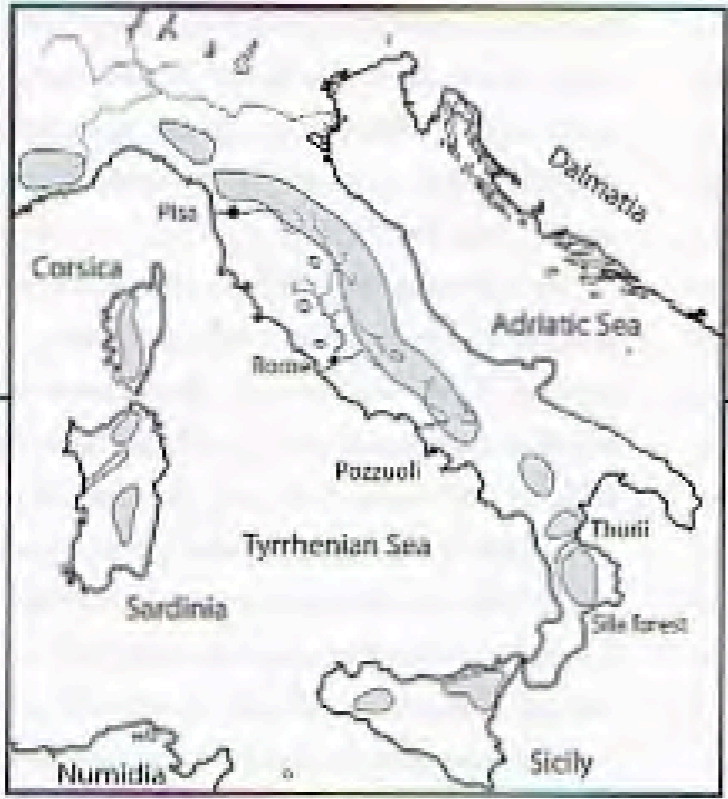 Dalmatia
Pisa
Corsica
Adriatic Sea
Rome
Pozzuoli
Thurii
Tyrrhenian Sea
Sardinia
Sila forest
Sicily
Numidia